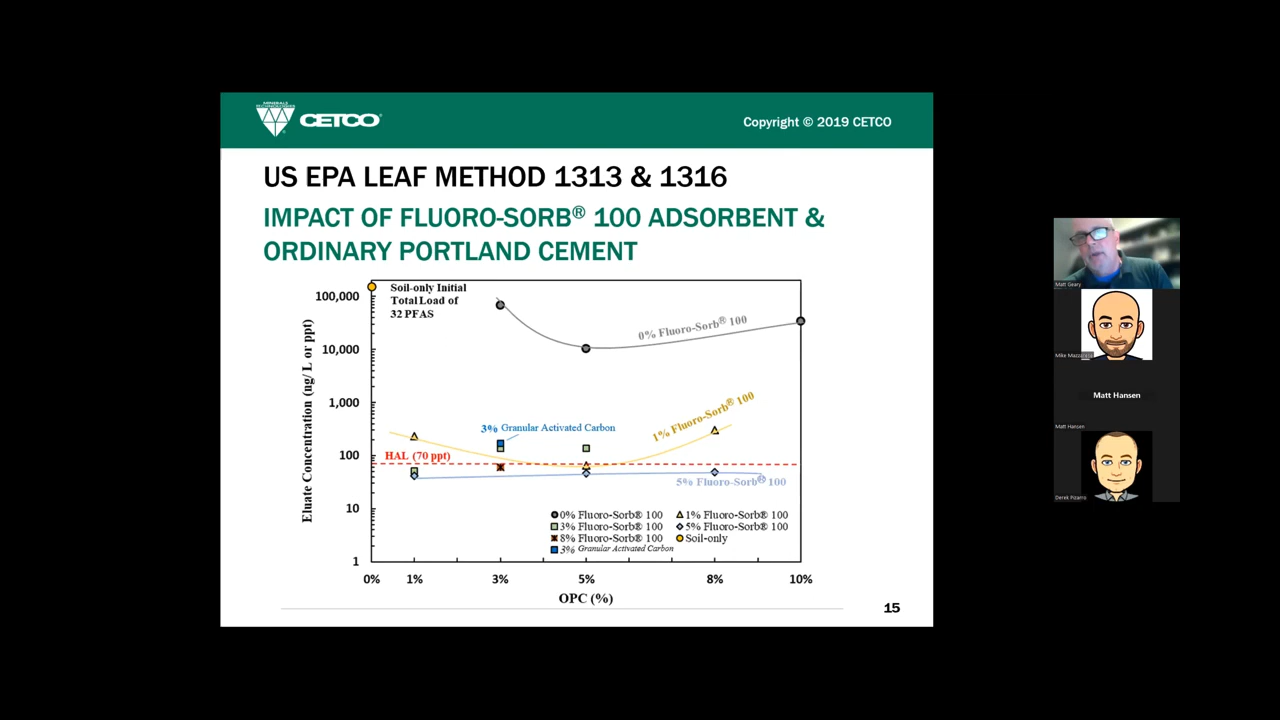 MINERALS
TECHNOLOGIES
CETCO®
Copyright © 2019 CETCO
US EPA LEAF METHOD 1313 & 1316
IMPACT OF FLUORO-SORB® 100 ADSORBENT &
ORDINARY PORTLAND CEMENT
Soil-only Initial
Total Load of
32 PFAS
0% Fluoro-Sorb® 100
1% Fluoro-Sorb® 100
3% Granular Activated Carbon
HAL (70 ppt)
5% Fluoro-Sorb® 100
Eluate Concentration (ng/ L or ppt)
100,000
10,000
1,000
100
10
1
0% Fluoro-Sorb® 100
1% Fluoro-Sorb® 100
3% Fluoro-Sorb® 100
5% Fluoro-Sorb® 100
8% Fluoro-Sorb® 100
Soil-only
3% Granular Activated Carbon
0% 1% 3% 5% 8% 10%
OPC (%)
15
Matt Geary
Mike
Matt Hansen
Matt Hansen
Derek Pizarro